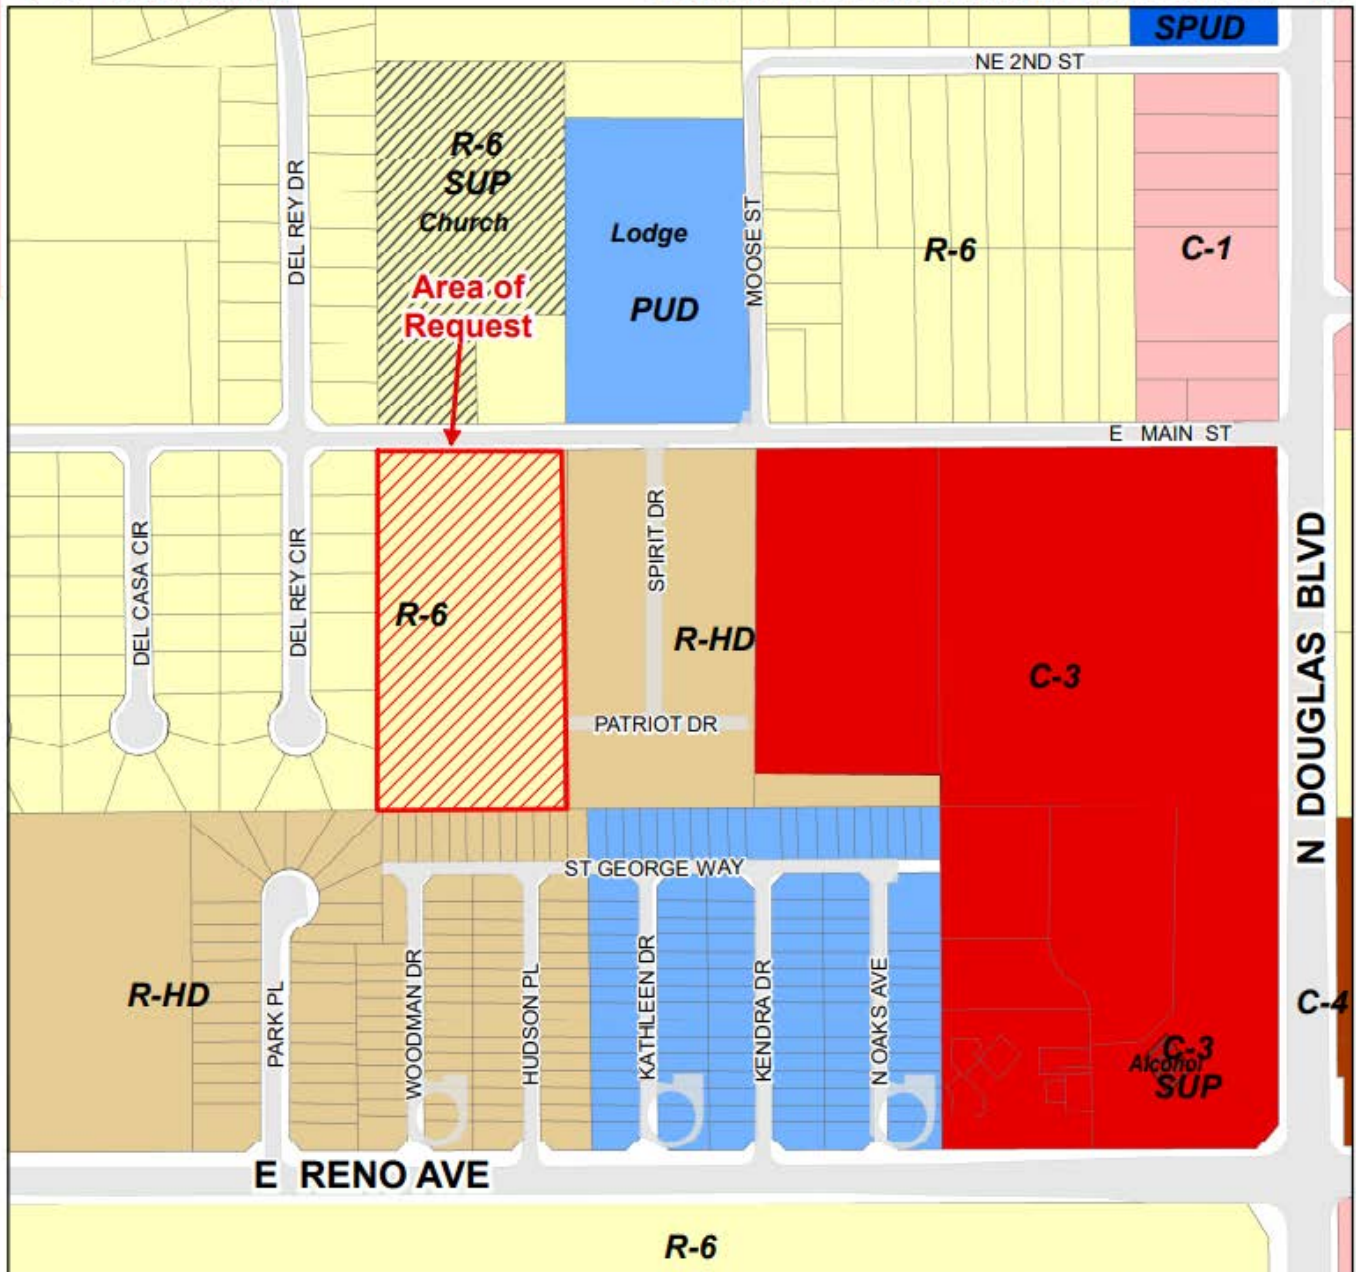 SPUD
NE 2ND ST
R-6
SUP
Church
DEL REY DR
Lodge
PUD
MOOSE ST
R-6
C-1
Area of
Request
E MAIN ST
DEL CASA CIR
DEL REY CIR
R-6
SPIRIT DR
R-HD
C-3
PATRIOT DR
N DOUGLAS BLVD
ST GEORGE WAY
R-HD
PARK PL
WOODMAN DR
HUDSON PL
KATHLEEN DR
KENDRA DR
N OAKS AVE
C-4
C-3
Alcohol
SUP
E RENO AVE
R-6